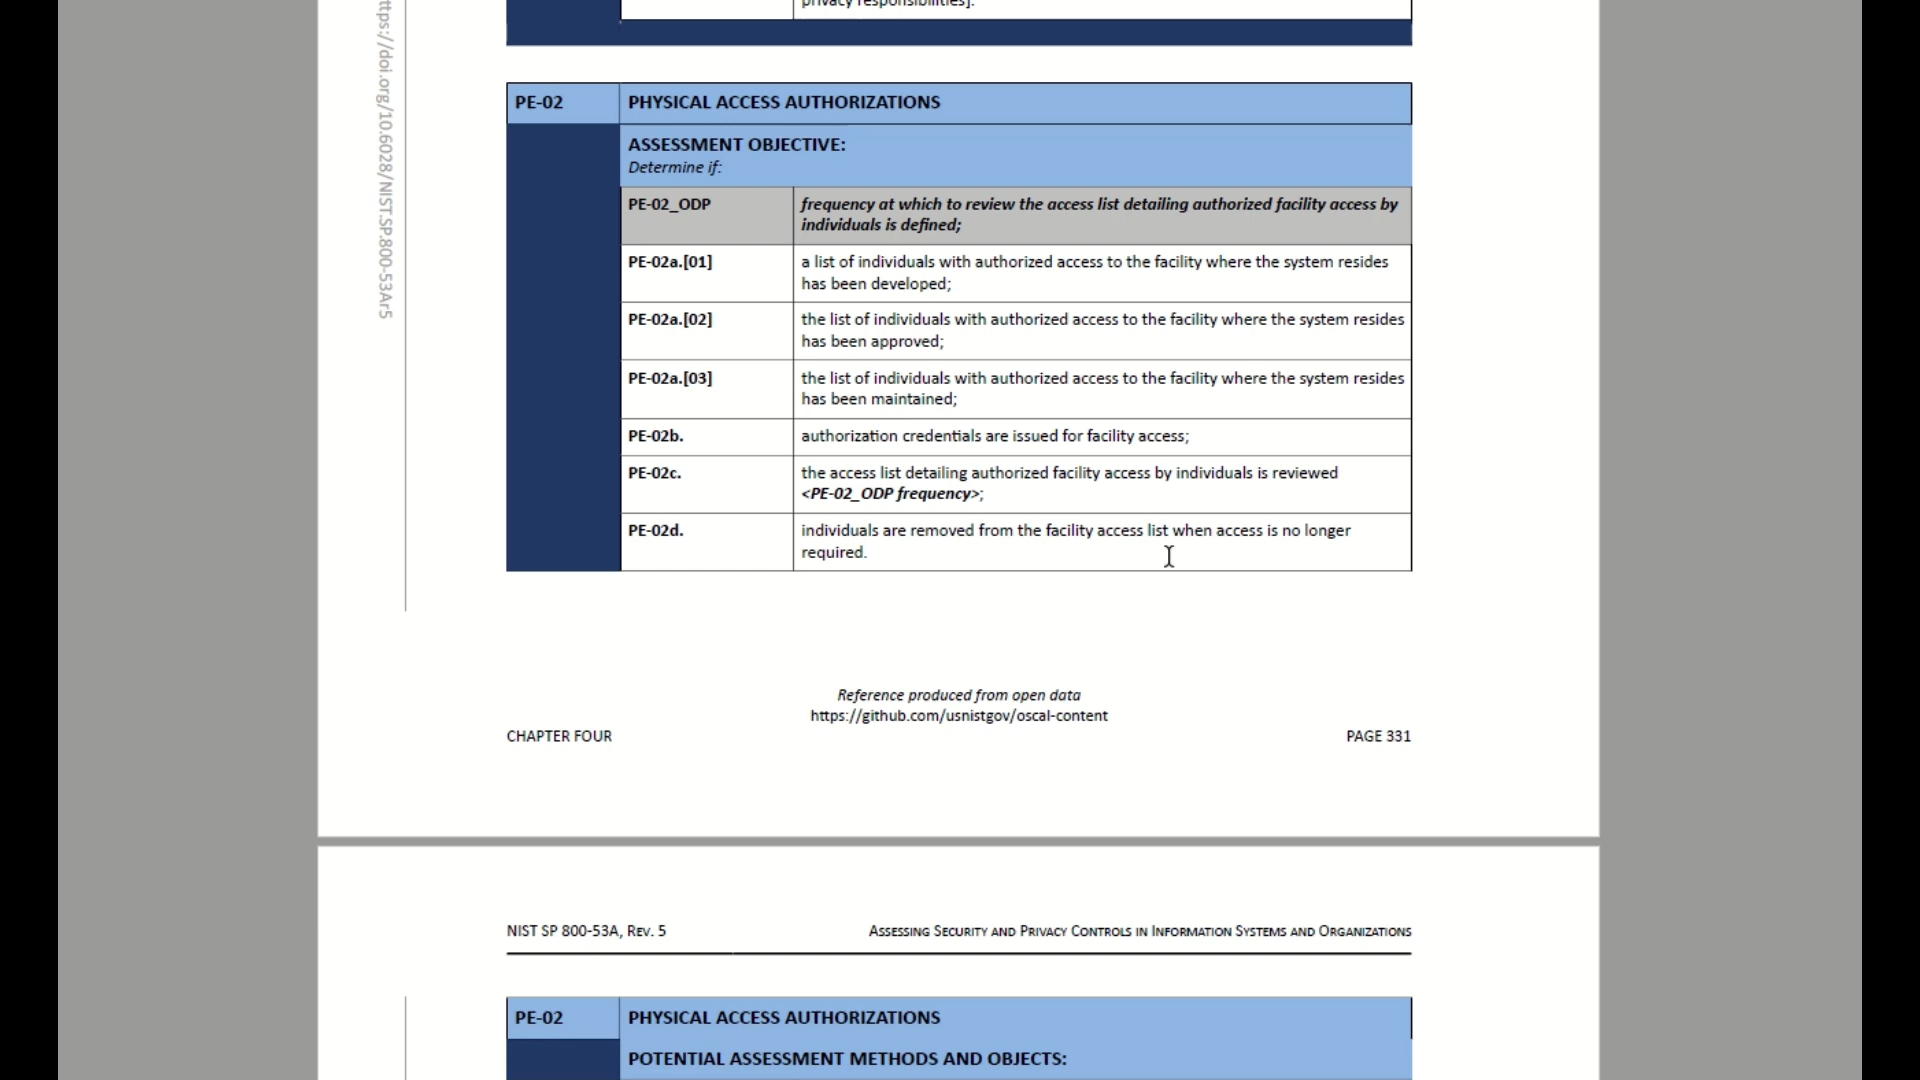 privacy responsibilities].
ttps://doi.org/10.6028/NIST.SP.800-53Ar5
PE-02 PHYSICAL ACCESS AUTHORIZATIONS
ASSESSMENT OBJECTIVE:
Determine if:
PE-02_ODP frequency at which to review the access list detailing authorized facility access by
individuals is defined;
PE-02a.[01] a list of individuals with authorized access to the facility where the system resides
has been developed;
PE-02a.[02] the list of individuals with authorized access to the facility where the system resides
has been approved;
PE-02a.[03] the list of individuals with authorized access to the facility where the system resides
has been maintained;
PE-02b. authorization credentials are issued for facility access;
PE-02c. the access list detailing authorized facility access by individuals is reviewed
<PE-02_ODP frequency>;
PE-02d. individuals are removed from the facility access list when access is no longer
required.
Reference produced from open data
https://github.com/usnistgov/oscal-content
CHAPTER FOUR PAGE 331
NIST SP 800-53A, REV. 5 ASSESSING SECURITY AND PRIVACY CONTROLS IN INFORMATION SYSTEMS AND ORGANIZATIONS
PE-02 PHYSICAL ACCESS AUTHORIZATIONS
POTENTIAL ASSESSMENT METHODS AND OBJECTS: